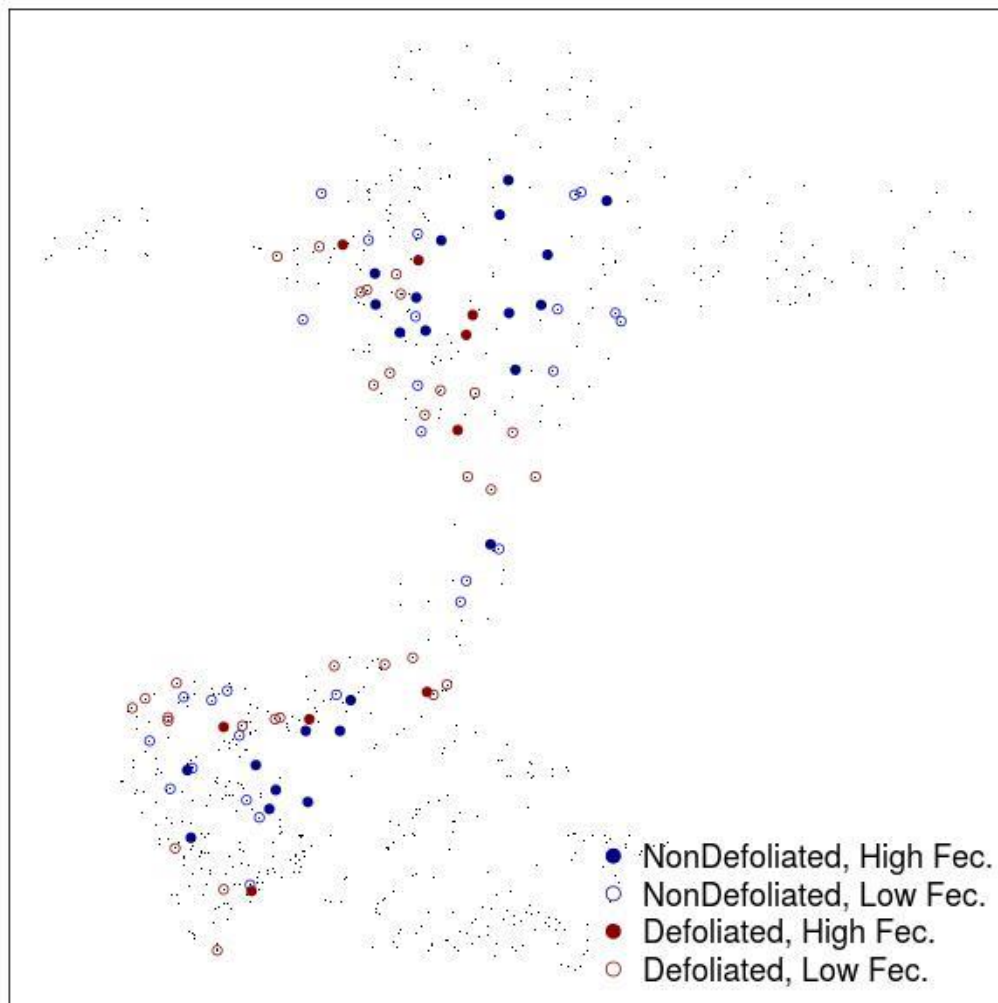 NonDefoliated, High Fec.
NonDefoliated, Low Fec.
Defoliated, High Fec.
Defoliated, Low Fec.